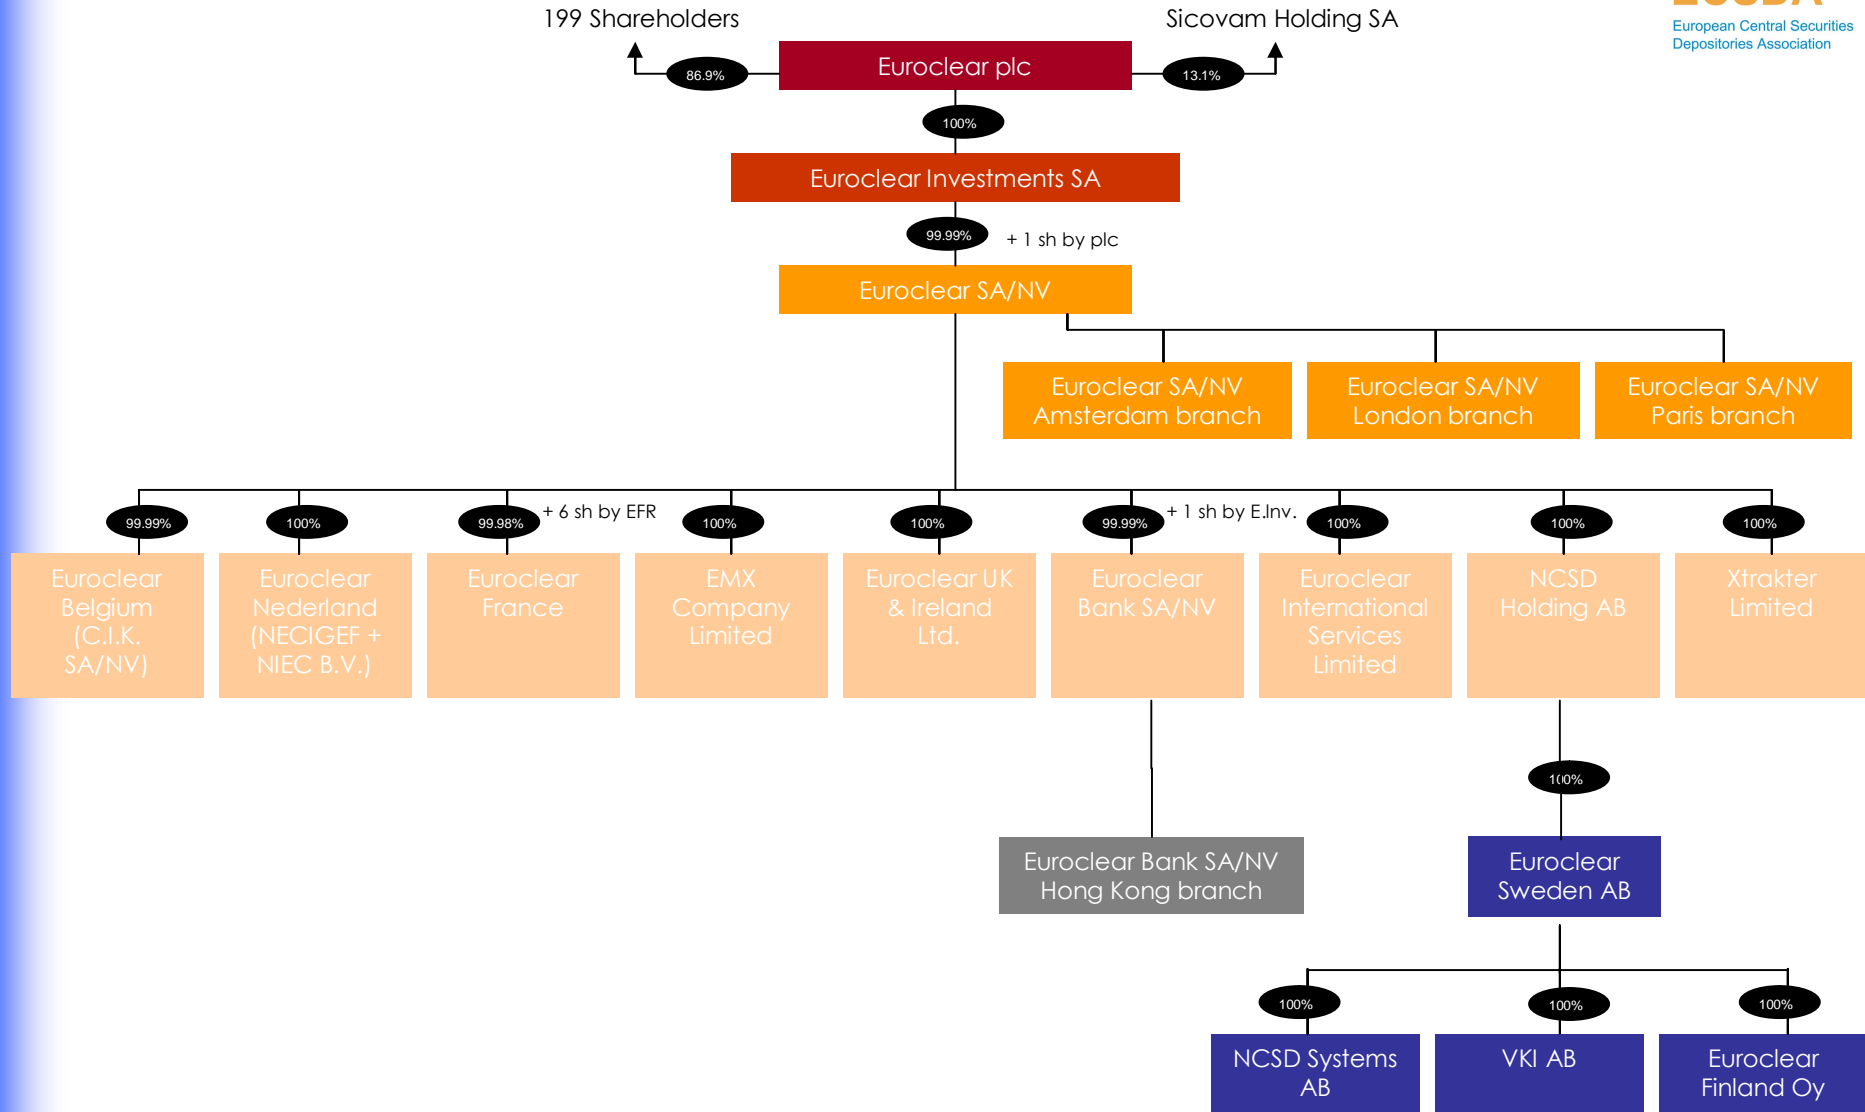 199 Shareholders
Sicovam Holding SA
ECSDA
European Central Securities
Depositories Association
86.9%
Euroclear plc
13.1%
100%
Euroclear Investments SA
99.99%
+ 1 sh by plc
Euroclear SA/NV
Euroclear SA/NV
Amsterdam branch
Euroclear SA/NV
London branch
Euroclear SA/NV
Paris branch
99.99%
100%
99.98%
+ 6 sh by EFR
100%
100%
99.99%
+ 1 sh by E.Inv.
100%
100%
100%
Euroclear
Belgium
(C.I.K.
SA/NV)
Euroclear
Nederland
(NECIGEF +
NIEC B.V.)
Euroclear
France
EMX
Company
Limited
Euroclear UK
& Ireland
Ltd.
Euroclear
Bank SA/NV
Euroclear
International
Services
Limited
NCSD
Holding AB
Xtrakter
Limited
100%
Euroclear Bank SA/NV
Hong Kong branch
Euroclear
Sweden AB
100%
100%
100%
NCSD Systems
AB
VKI AB
Euroclear
Finland Oy